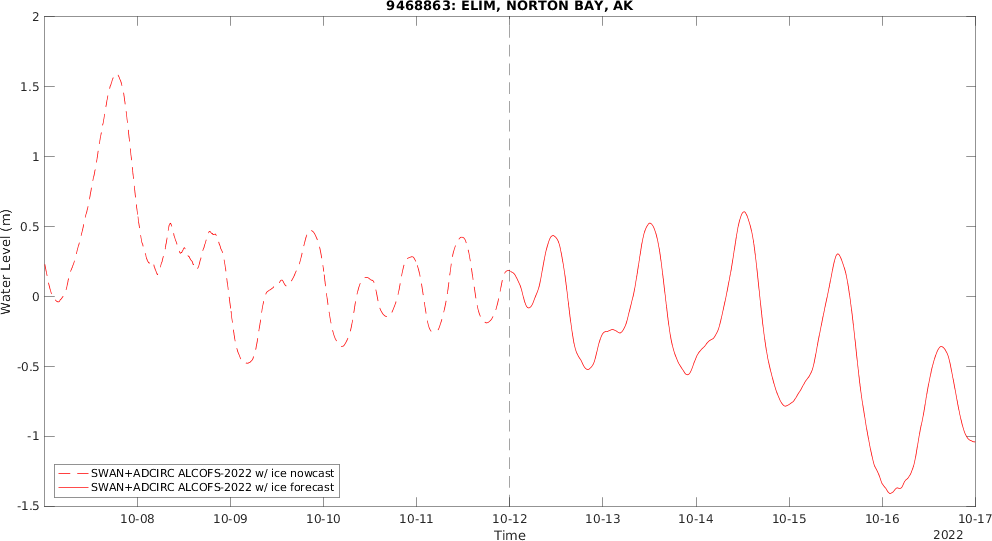 9468863: ELIM, NORTON BAY, AK
2
1.5
1
0.5
0
-0.5
-1
-1.5
Water Level (m)
SWAN+ADCIRC ALCOFS-2022 w/ ice nowcast
SWAN+ADCIRC ALCOFS-2022 w/ ice forecast
10-08 10-09 10-10 10-11 10-12 10-13 10-14 10-15 10-16 10-17
Time
2022